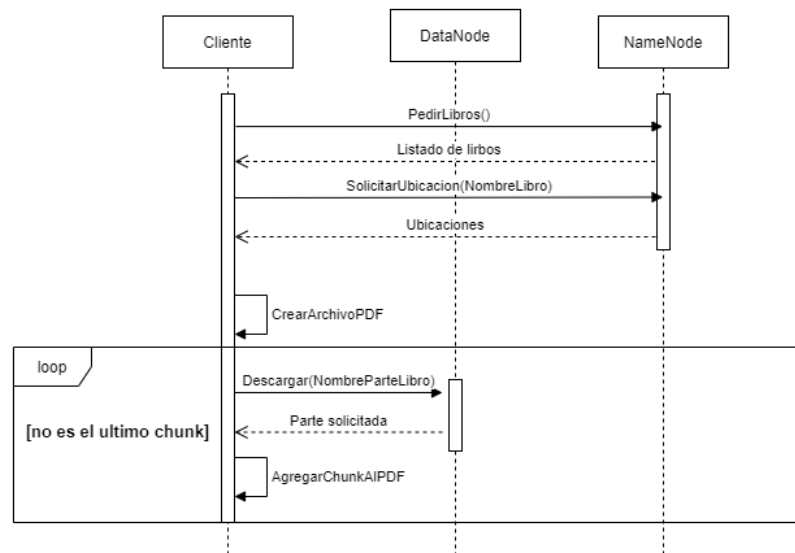 Cliente
DataNode
NameNode
PedirLibros()
Listado de lirbos
SolicitarUbicacion(NombreLibro)
Ubicaciones
CrearArchivoPDF
loop
Descargar(NombreParteLibro)
[no es el ultimo chunk]
Parte solicitada
AgregarChunkAlPDF